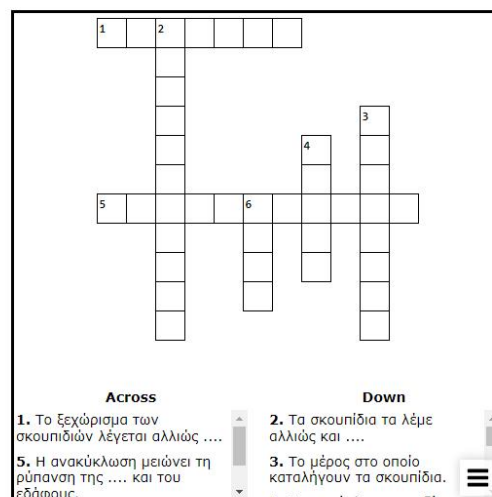 1
2
3
4
5
6
Across
1. Το ξεχώρισμα των
σκουπιδιών λέγεται αλλιώς ....
5. Η ανακύκλωση μειώνει τη
ρύπανση της .... και του
εδάφους.
Down
2. Τα σκουπίδια τα λέμε
αλλιώς και ....
3. Το μέρος στο οποίο
καταλήγουν τα σκουπίδια.